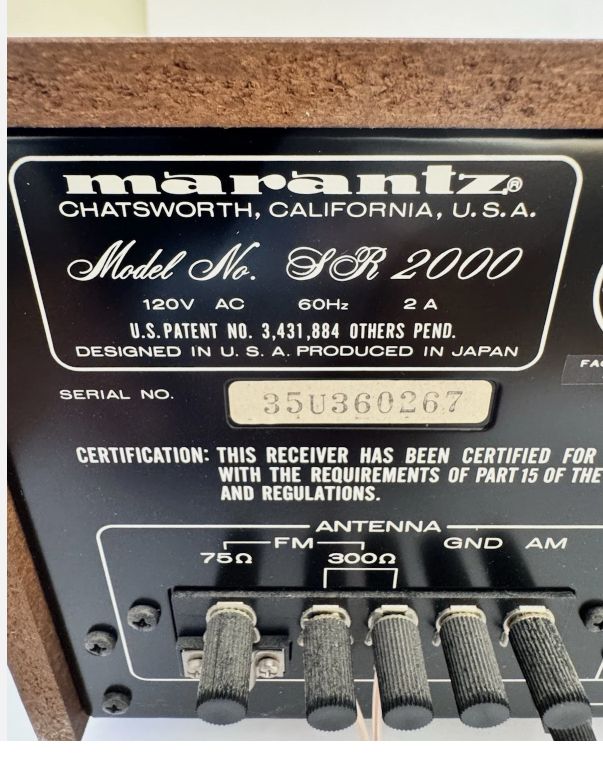 marantz®
CHATSWORTH, CALIFORNIA, U.S.A.
Model No. SR 2000
120V AC 60Hz 2 A
U.S. PATENT NO. 3,431,884 OTHERS PEND.
DESIGNED IN U. S. A. PRODUCED IN JAPAN
FA
SERIAL NO. 35U360267
CERTIFICATION: THIS RECEIVER HAS BEEN CERTIFIED FOR
WITH THE REQUIREMENTS OF PART 15 OF THE
AND REGULATIONS.
ANTENNA
FM GND AM
75Ω 300Ω